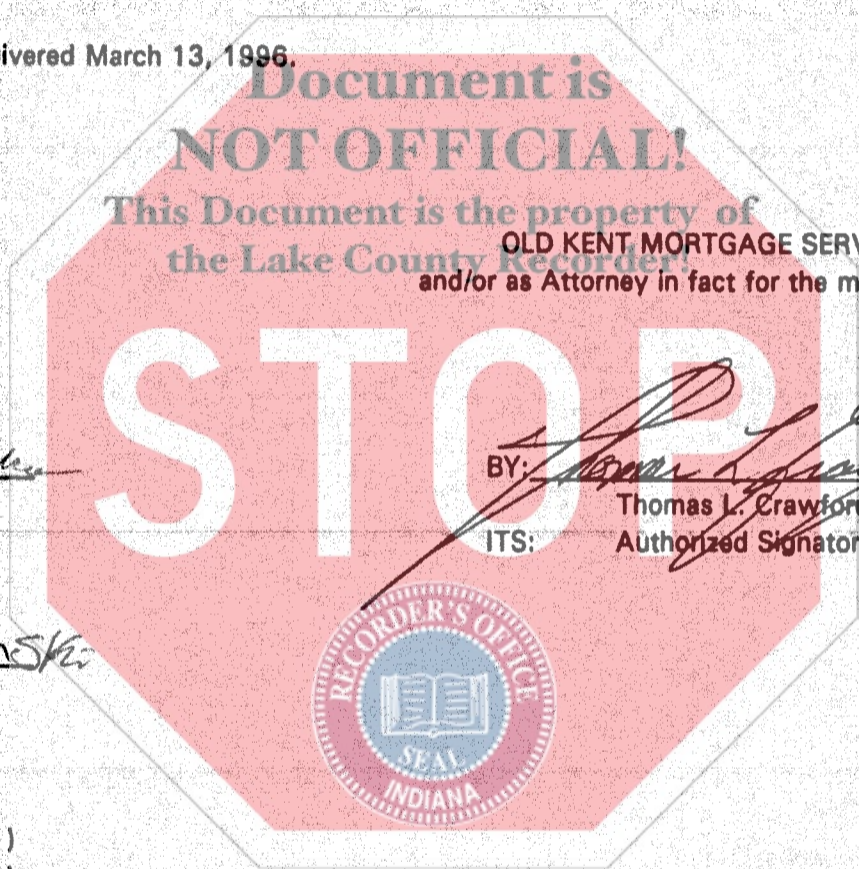 ivered March 13, 1996.
Document is
NOT OFFICIAL!
This Document is the property of
the Lake County Recorder!
OLD KENT MORTGAGE SERV
and/or as Attorney in fact for the m
STOP
BY:
Thomas L. Crawfor
ITS: Authorized Signator
RECORDER'S OFFICE
SEAL
INDIANA
)